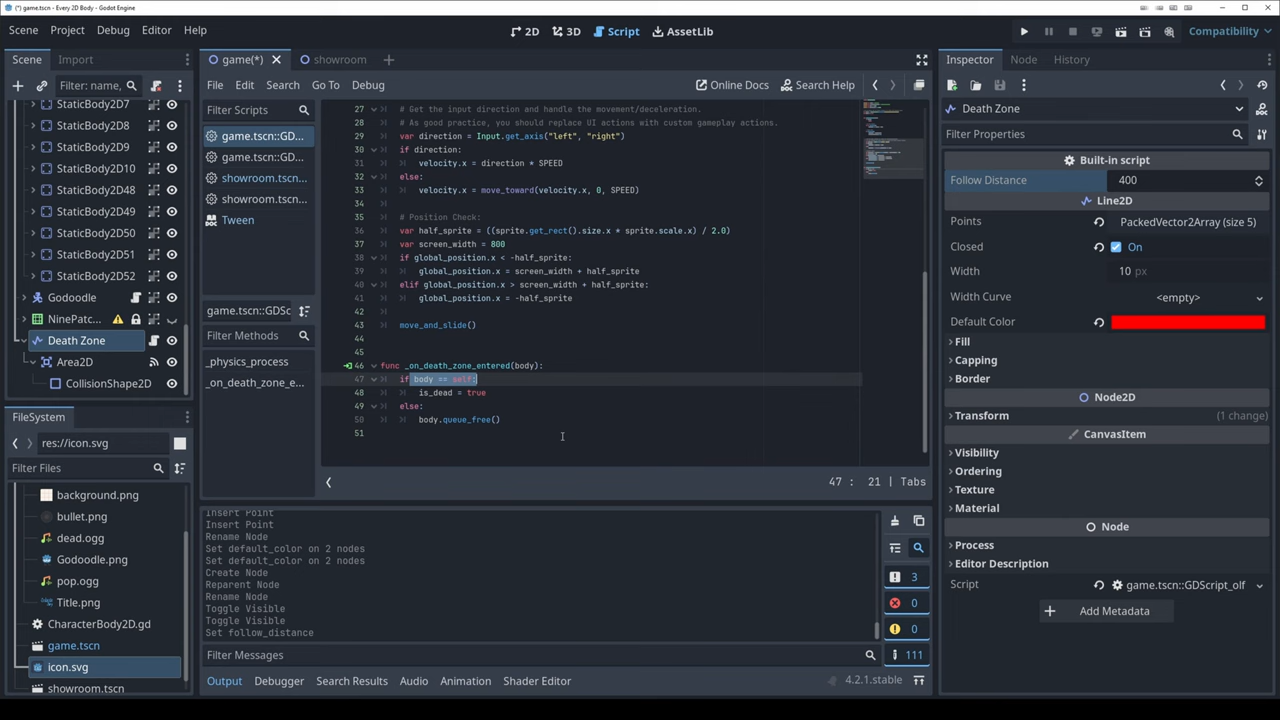 (*) game.tscn - Every 2D Body - Godot Engine
Scene Project Debug Editor Help
2D 3D Script AssetLib
Compatibility
Scene Import
Filter: name,
StaticBody2D7
StaticBody2D8
StaticBody2D9
StaticBody2D10
StaticBody2D48
StaticBody2D49
StaticBody2D50
StaticBody2D51
StaticBody2D52
Godoodle
NinePatc...
Death Zone
Area2D
CollisionShape2D
FileSystem
res://icon.svg
Filter Files
background.png
bullet.png
dead.ogg
Godoodle.png
pop.ogg
Title.png
CharacterBody2D.gd
game.tscn
icon.svg
showroom.tscn
game(*) showroom
File Edit Search Go To Debug
Online Docs Search Help
Filter Scripts
game.tscn::GD...
game.tscn::GD...
showroom.tscn...
showroom.tscn...
Tween
game.tscn::GDSc
Filter Methods
_physics_process
_on_death_zone_e...
27 # Get the input direction and handle the movement/deceleration.
28 # As good practice, you should replace UI actions with custom gameplay actions.
29 var direction = Input.get_axis("left", "right")
30 if direction:
31 velocity.x = direction * SPEED
32 else:
33 velocity.x = move_toward(velocity.x, 0, SPEED)
34
35 # Position Check:
36 var half_sprite = ((sprite.get_rect().size.x * sprite.scale.x) / 2.0)
37 var screen_width = 800
38 if global_position.x < -half_sprite:
39 global_position.x = screen_width + half_sprite
40 elif global_position.x > screen_width + half_sprite:
41 global_position.x = -half_sprite
42
43 move_and_slide()
44
45
46 func _on_death_zone_entered(body):
47 if body == self:
48 is_dead = true
49 else:
50 body.queue_free()
51
47 : 21 | Tabs
Insert Point
Insert Point
Rename Node
Set default_color on 2 nodes
Set default_color on 2 nodes
Create Node
Reparent Node
Rename Node
Toggle Visible
Toggle Visible
Set follow_distance
3
0
0
111
Filter Messages
Output Debugger Search Results Audio Animation Shader Editor
4.2.1.stable
Inspector Node History
Death Zone
Filter Properties
Built-in script
Follow Distance 400
Line2D
Points PackedVector2Array (size 5)
Closed On
Width 10 px
Width Curve <empty>
Default Color
Fill
Capping
Border
Node2D
Transform (1 change)
CanvasItem
Visibility
Ordering
Texture
Material
Node
Process
Editor Description
Script game.tscn::GDScript_olf
Add Metadata